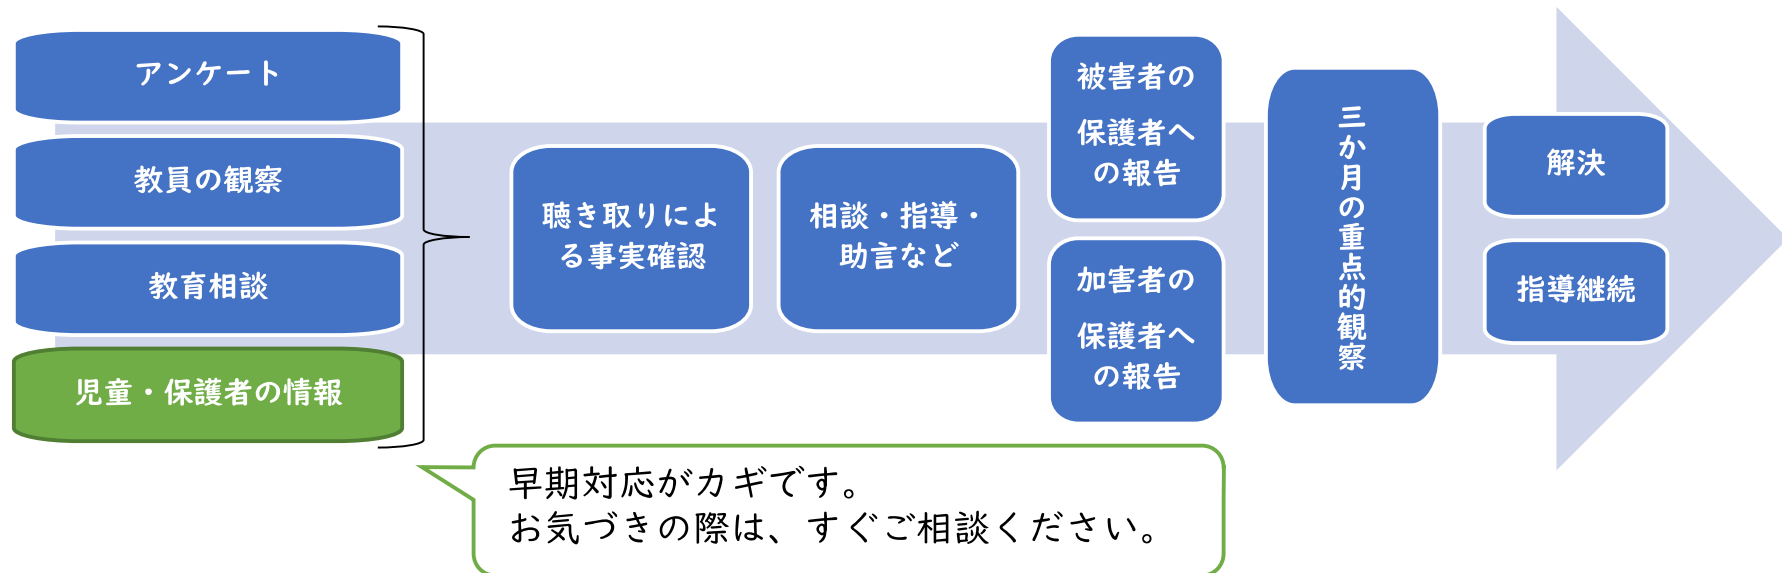 アンケート
教員の観察
教育相談
児童・保護者の情報
聴き取りによ
る事実確認
相談・指導・
助言など
被害者の
保護者へ
の報告
加害者の
保護者へ
の報告
三か月の重点的観察
解決
指導継続
早期対応がカギです。
お気づきの際は、すぐご相談ください。